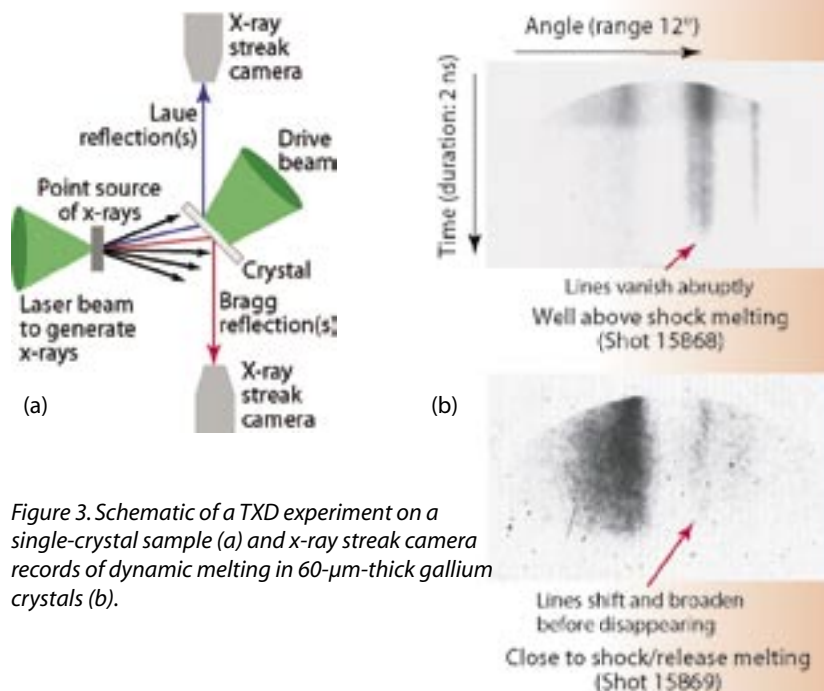 X-ray
streak
camera
Laue
reflection(s)
Drive
beam
Point source
of x-rays
Crystal
Laser beam
to generate
x-rays
Bragg
reflection(s)
X-ray
streak
camera
(a)
Angle (range 12°)
Time (duration: 2 ns)
Lines vanish abruptly
Well above shock melting
(Shot 15868)
(b)
Lines shift and broaden
before disappearing
Close to shock/release melting
(Shot 15869)
Figure 3. Schematic of a TXD experiment on a
single-crystal sample (a) and x-ray streak camera
records of dynamic melting in 60-µm-thick gallium
crystals (b).